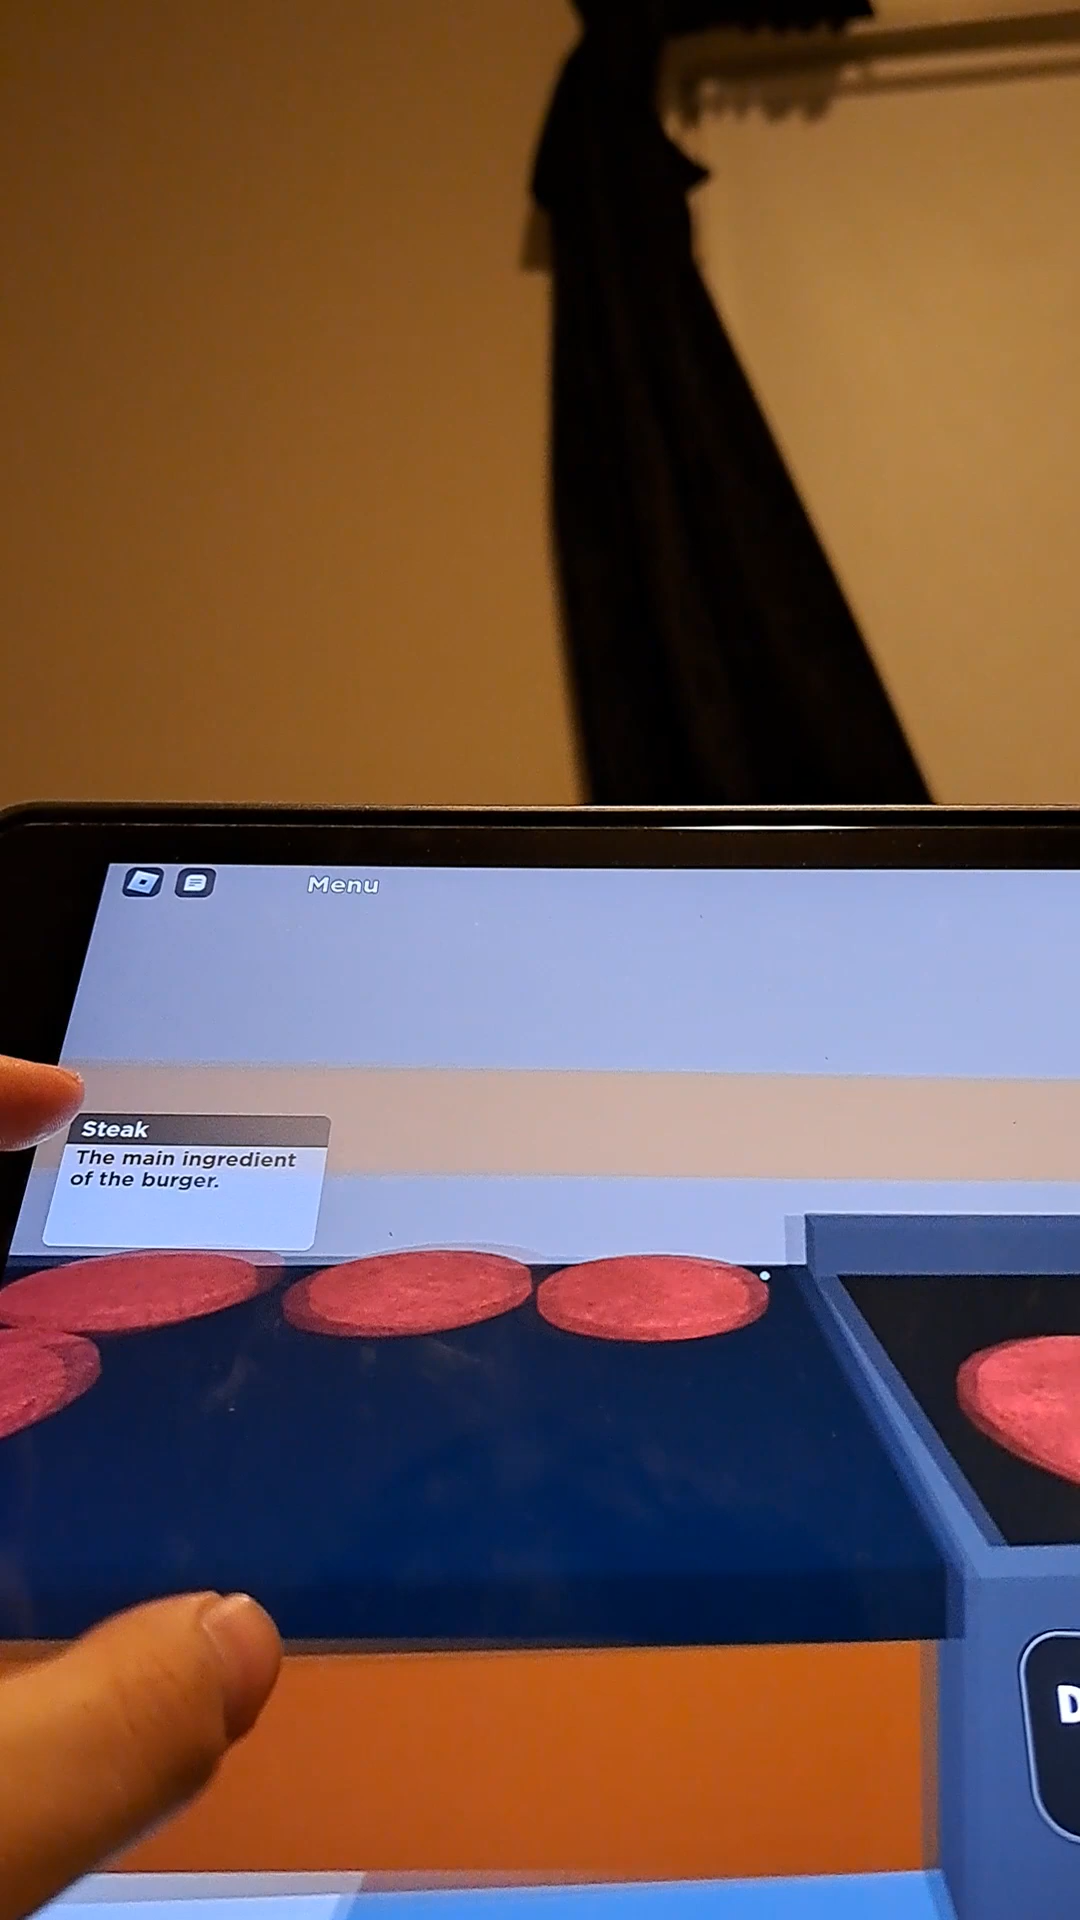 Menu
Steak
The main ingredient
of the burger.
D